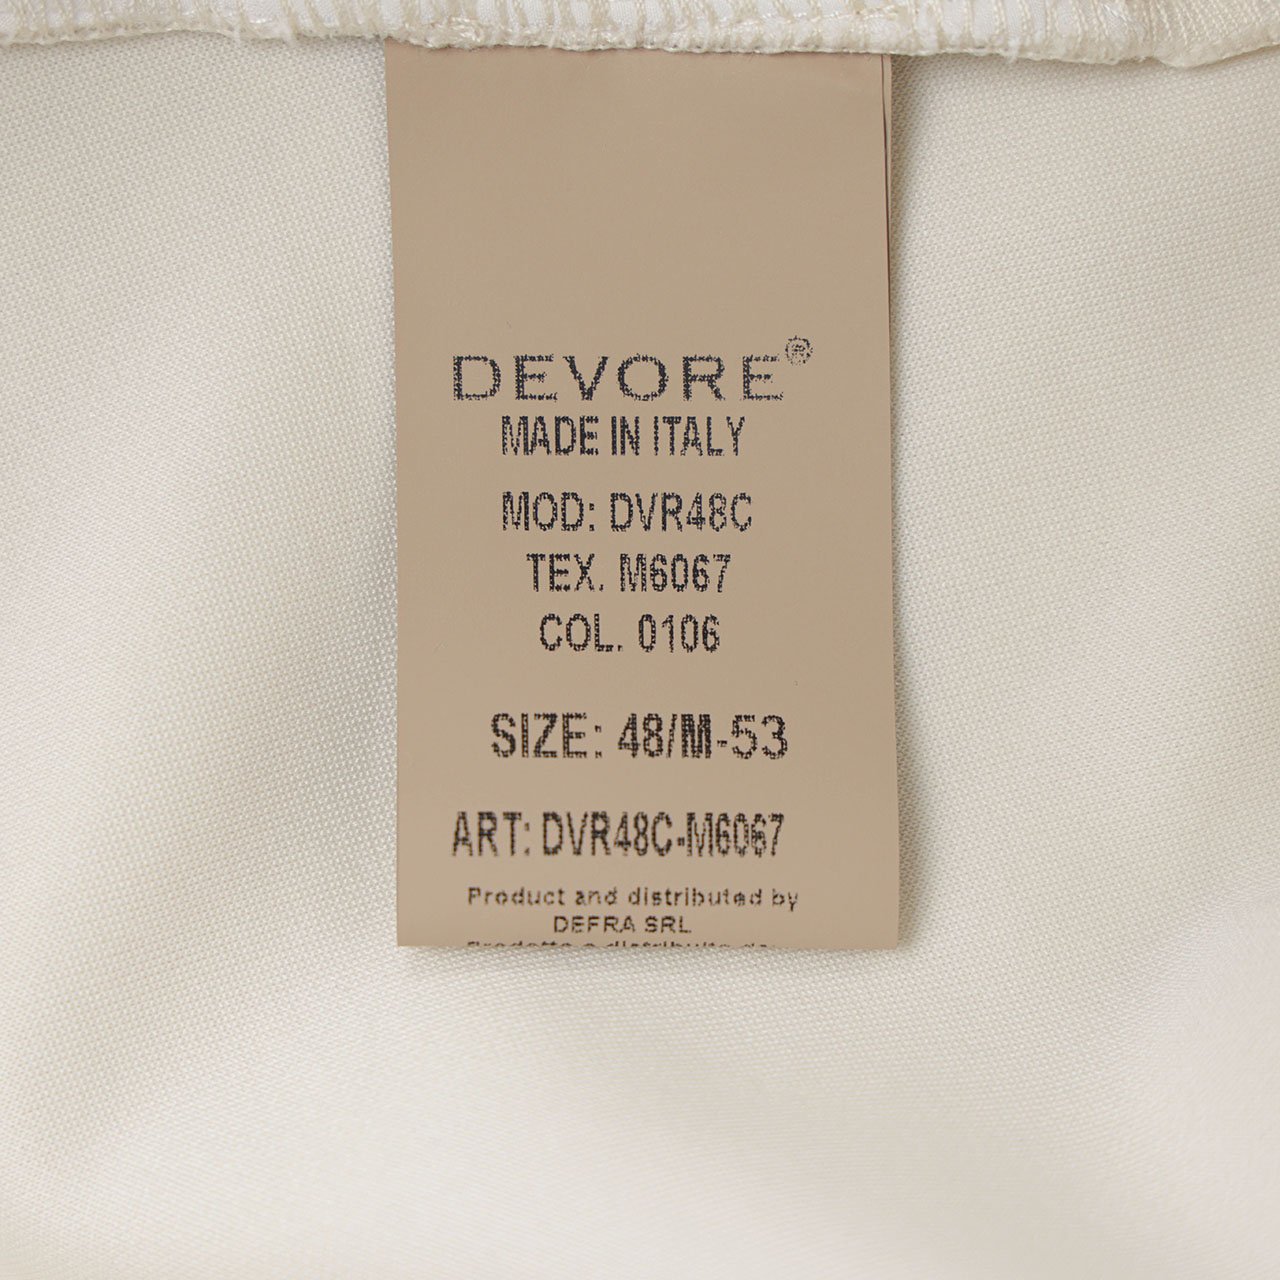 DEVORE®
MADE IN ITALY
MOD: DVR48C
TEX. M6067
COL. 0106
SIZE: 48/M-53
ART: DVR48C-M6067
Product and distributed by
DEFRA SRL